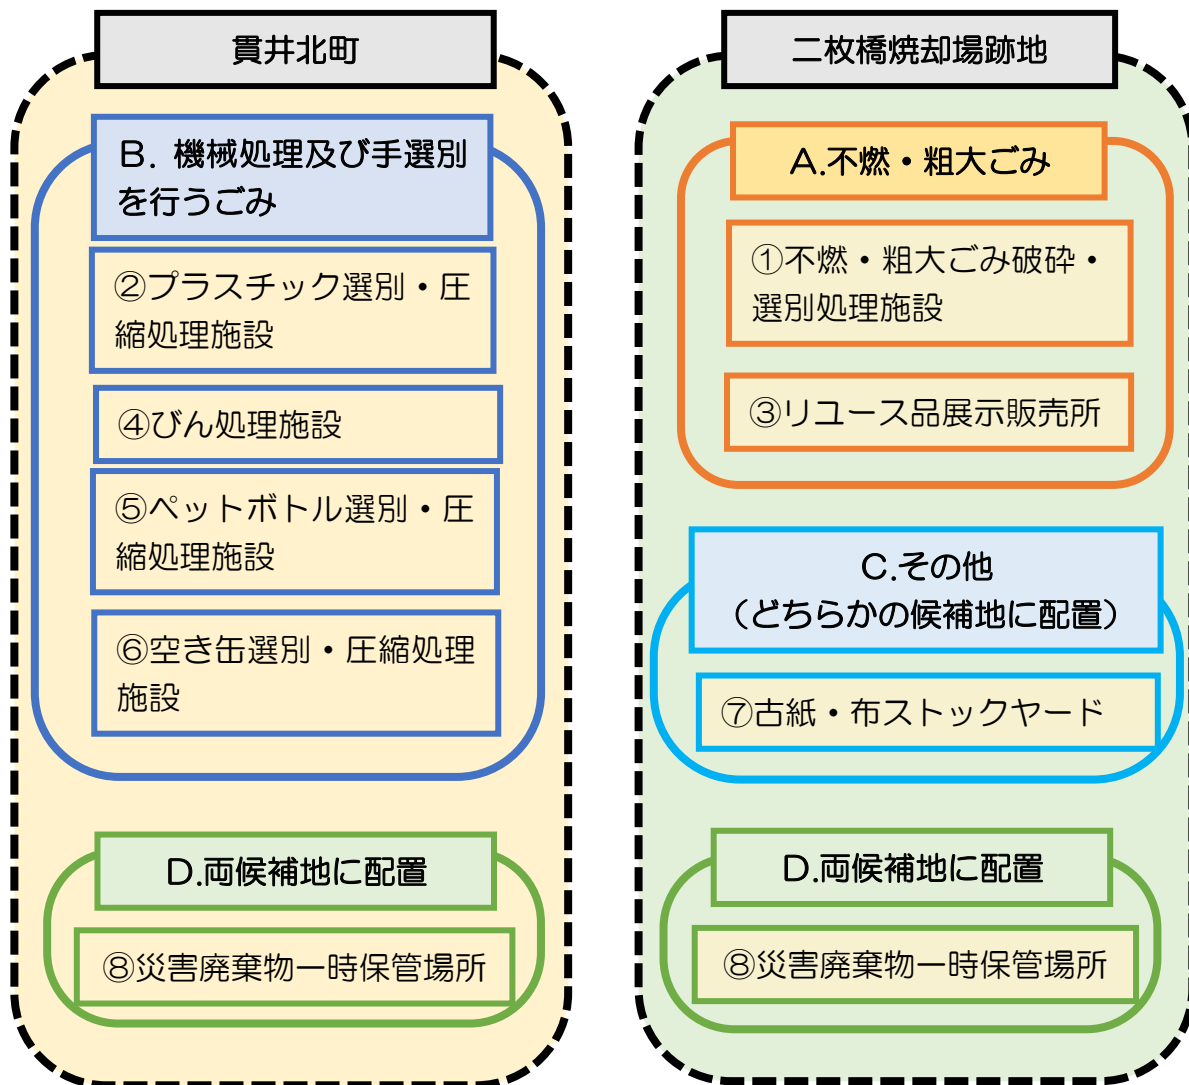 貫井北町
B. 機械処理及び手選別
を行うごみ
②プラスチック選別・圧
縮処理施設
④びん処理施設
⑤ペットボトル選別・圧
縮処理施設
⑥空き缶選別・圧縮処理
施設
D.両候補地に配置
⑧災害廃棄物一時保管場所
二枚橋焼却場跡地
A.不燃・粗大ごみ
①不燃・粗大ごみ破砕・
選別処理施設
③リユース品展示販売所
C.その他
（どちらかの候補地に配置）
⑦古紙・布ストックヤード
D.両候補地に配置
⑧災害廃棄物一時保管場所